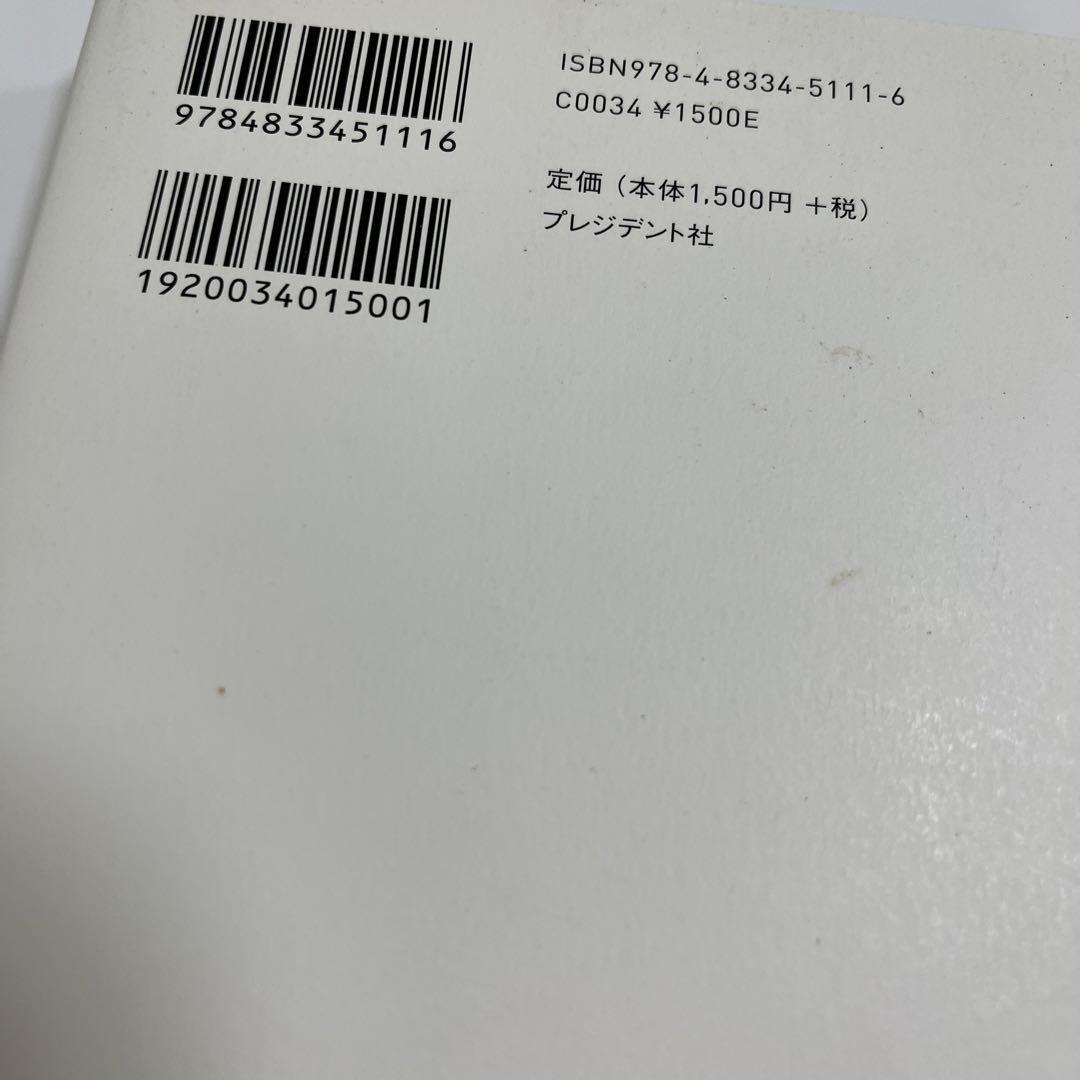 9784833451116
1920034015001
ISBN978-4-8334-5111-6
C0034 ¥1500E
定価（本体1,500円 +税）
プレジデント社